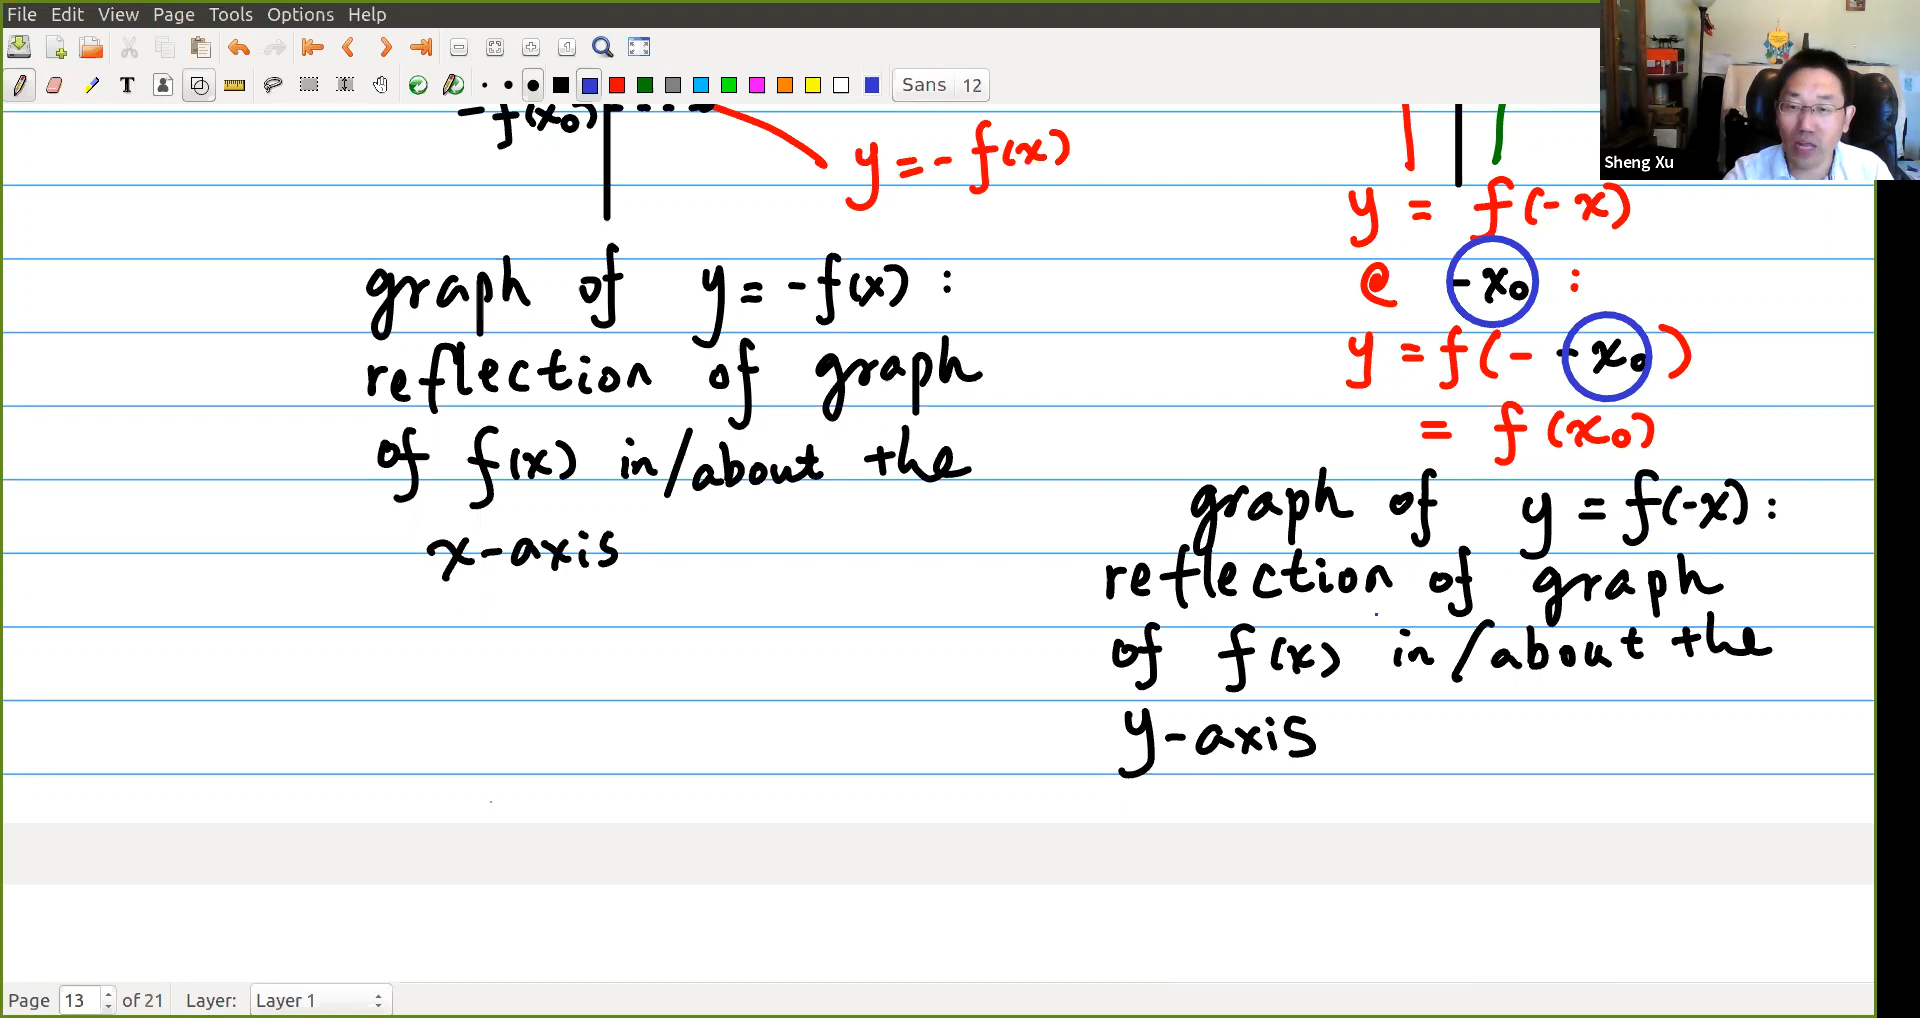 File Edit View Page Tools Options Help
Sans 12
Sheng Xu
-f(x₀)
y = -f(x)
graph of y = -f(x) :
reflection of graph
of f(x) in/about the
x-axis
y = f(-x)
@ -x₀ :
y = f(- -x₀)
= f(x₀)
graph of y = f(-x) :
reflection of graph
of f(x) in/about the
y-axis
Page 13 of 21 Layer: Layer 1